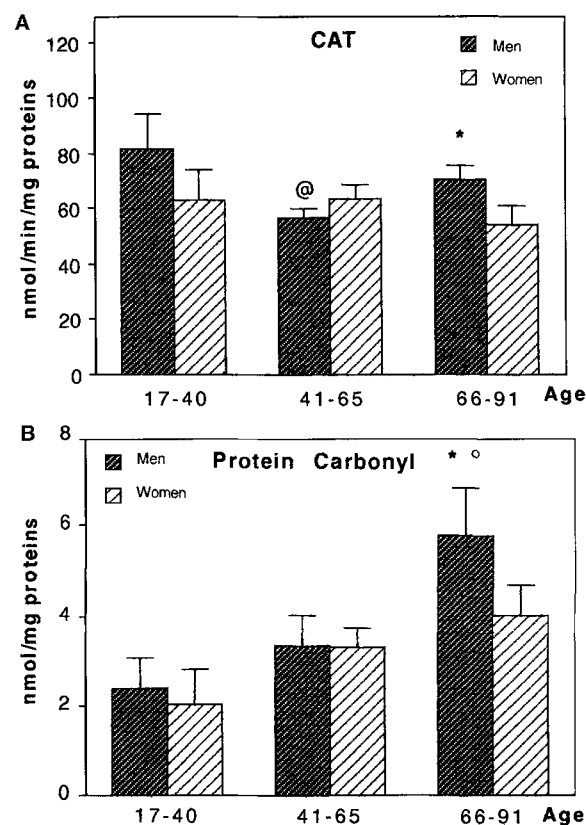 A
CAT
Men
Women
nmol/min/mg proteins
120
100
80
60
40
20
0
@
*
17-40 41-65 66-91 Age
B
Protein Carbonyl
Men
Women
nmol/mg proteins
8
6
4
2
0
* °
17-40 41-65 66-91 Age